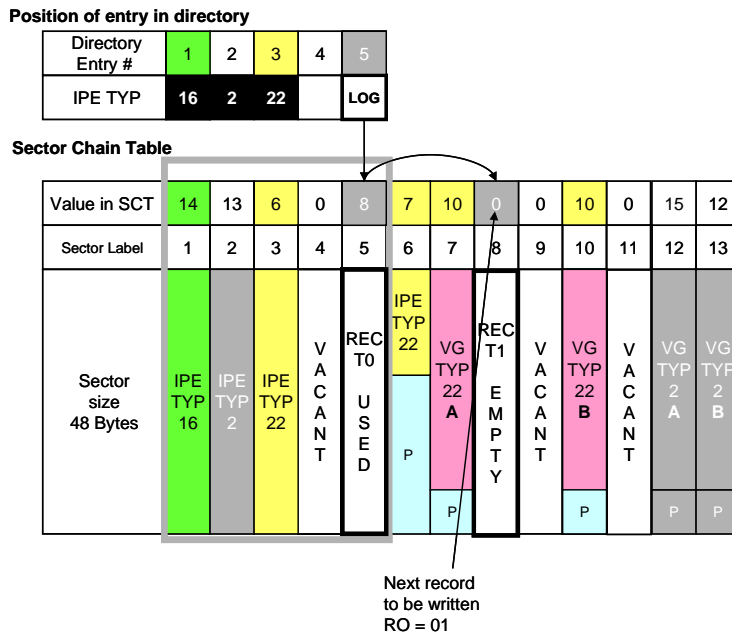 Position of entry in directory
Directory Entry # 1 2 3 4 5
IPE TYP 16 2 22 LOG
Sector Chain Table
Value in SCT 14 13 6 0 8 7 10 0 0 10 0 15 12
Sector Label 1 2 3 4 5 6 7 8 9 10 11 12 13
Sector size 48 Bytes
IPE TYP 16
IPE TYP 2
IPE TYP 22
VACANT
REC T0 USED
IPE TYP 22
P
VG TYP 22 A
P
REC T1 EMPTY
VACANT
VG TYP 22 B
P
VACANT
VG TYP 2 A
P
VG TYP 2 B
P
Next record
to be written
RO = 01